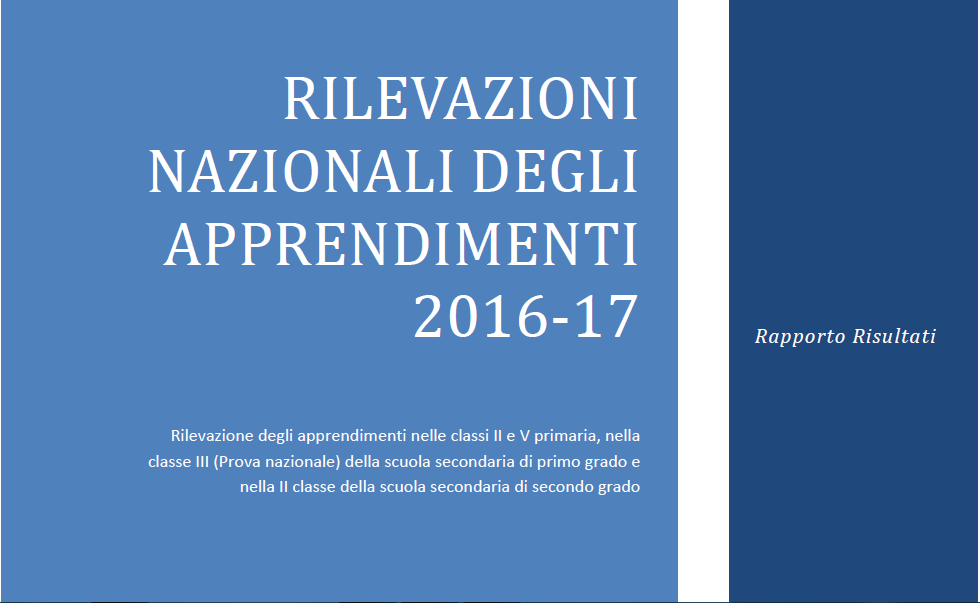 RILEVAZIONI
NAZIONALI DEGLI
APPRENDIMENTI
2016-17
Rilevazione degli apprendimenti nelle classi II e V primaria, nella
classe III (Prova nazionale) della scuola secondaria di primo grado e
nella II classe della scuola secondaria di secondo grado
Rapporto Risultati